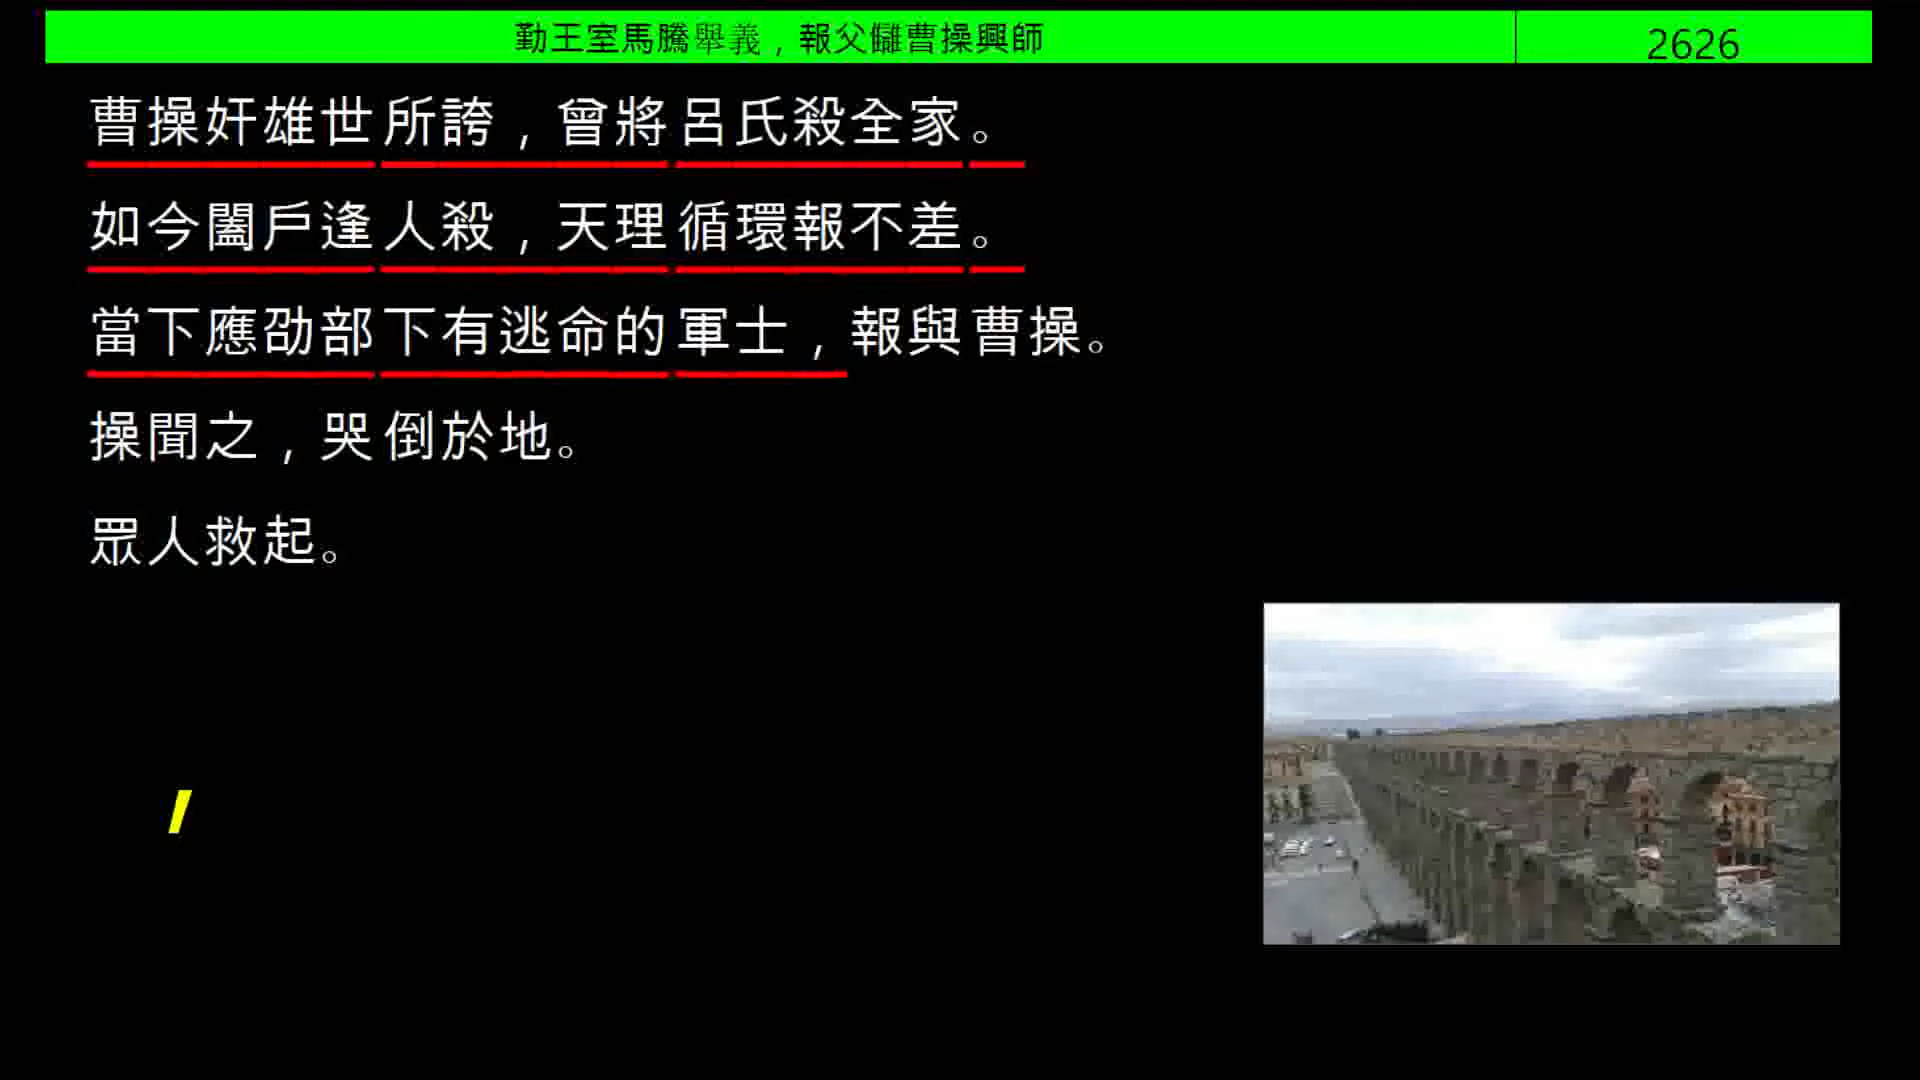 勤王室馬騰舉義，報父讎曹操興師
2626
曹操奸雄世所誇，曾將呂氏殺全家。
如今闔戶逢人殺，天理循環報不差。
當下應劭部下有逃命的軍士，報與曹操。
操聞之，哭倒於地。
眾人救起。
，